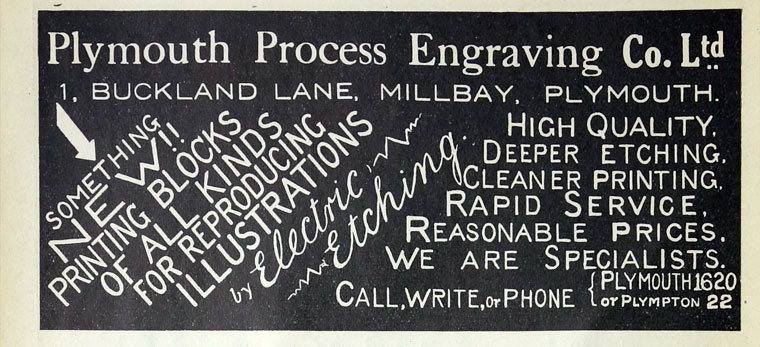 Plymouth Process Engraving Co. Ltd
1, BUCKLAND LANE, MILLBAY, PLYMOUTH.
SOMETHING
NEW!!
PRINTING BLOCKS
OF ALL KINDS
FOR REPRODUCING
ILLUSTRATIONS
by Electric
Etching.
HIGH QUALITY,
DEEPER ETCHING,
CLEANER PRINTING,
RAPID SERVICE,
REASONABLE PRICES.
WE ARE SPECIALISTS.
CALL, WRITE, or PHONE { PLYMOUTH 1620
or PLYMPTON 22